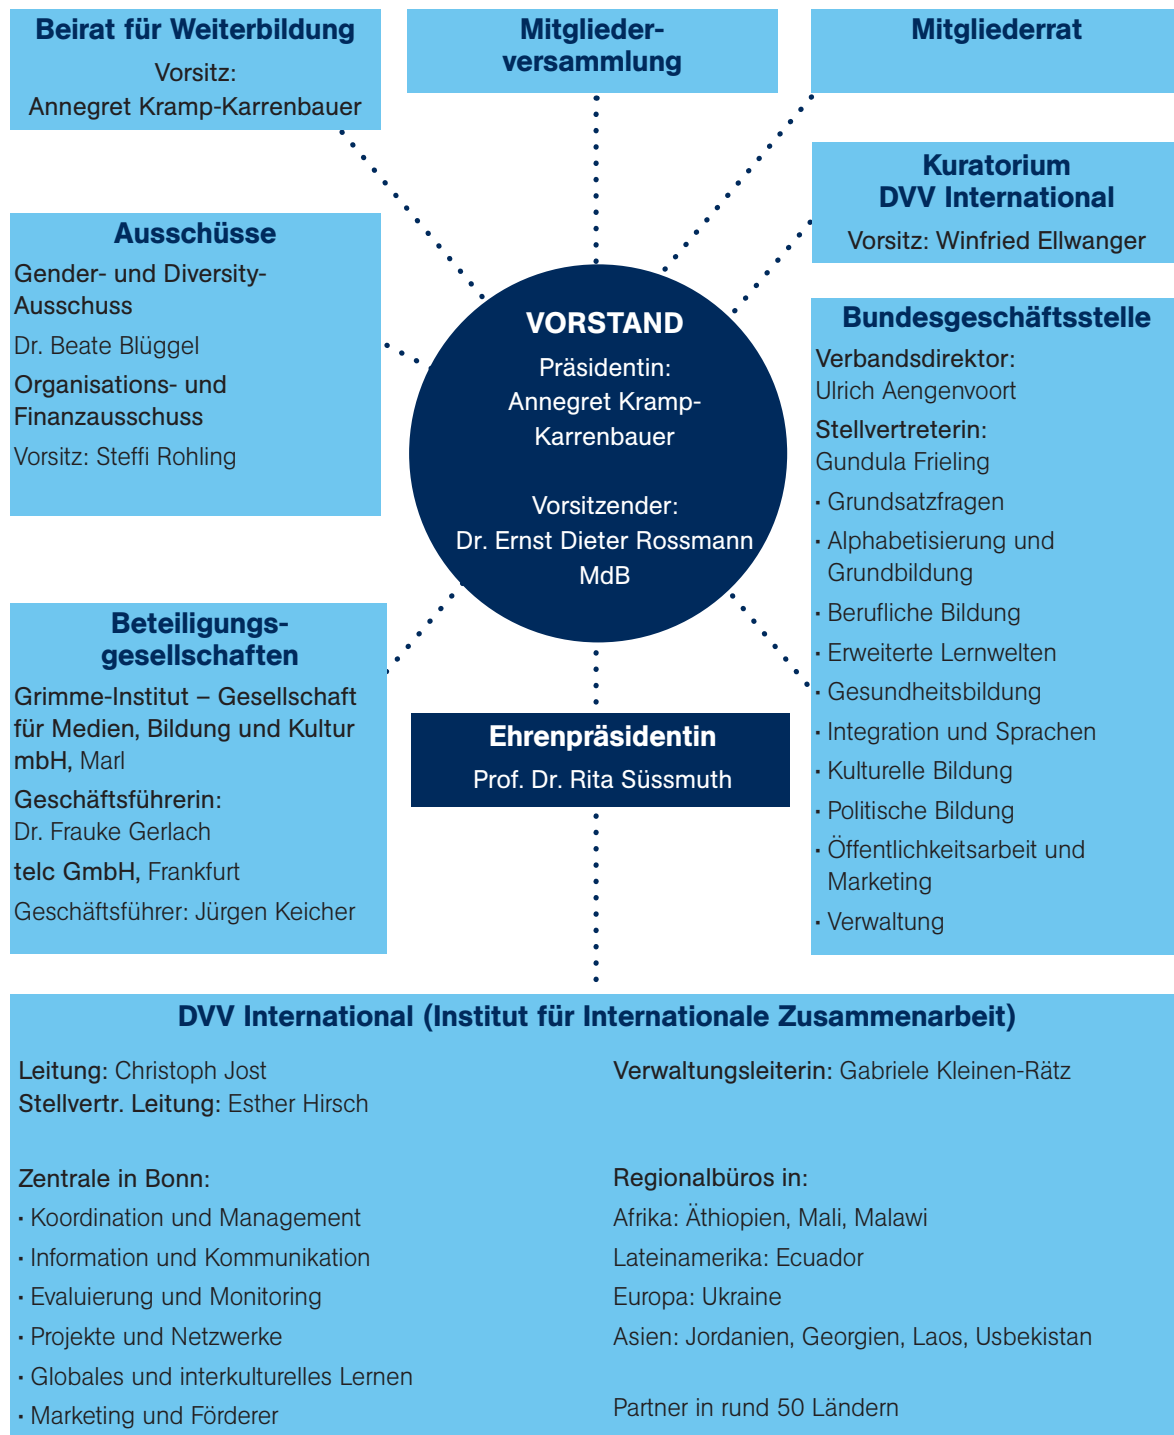 Beirat für Weiterbildung
Vorsitz:
Annegret Kramp-Karrenbauer
Mitglieder-
versammlung
Mitgliederrat
Kuratorium
DVV International
Vorsitz: Winfried Ellwanger
Ausschüsse
Gender- und Diversity-
Ausschuss
Dr. Beate Blüggel
Organisations- und
Finanzausschuss
Vorsitz: Steffi Rohling
VORSTAND
Präsidentin:
Annegret Kramp-
Karrenbauer
Vorsitzender:
Dr. Ernst Dieter Rossmann
MdB
Bundesgeschäftsstelle
Verbandsdirektor:
Ulrich Aengenvoort
Stellvertreterin:
Gundula Frieling
· Grundsatzfragen
· Alphabetisierung und
Grundbildung
· Berufliche Bildung
· Erweiterte Lernwelten
· Gesundheitsbildung
· Integration und Sprachen
· Kulturelle Bildung
· Politische Bildung
· Öffentlichkeitsarbeit und
Marketing
· Verwaltung
Beteiligungs-
gesellschaften
Grimme-Institut – Gesellschaft
für Medien, Bildung und Kultur
mbH, Marl
Geschäftsführerin:
Dr. Frauke Gerlach
telc GmbH, Frankfurt
Geschäftsführer: Jürgen Keicher
Ehrenpräsidentin
Prof. Dr. Rita Süssmuth
DVV International (Institut für Internationale Zusammenarbeit)
Leitung: Christoph Jost
Stellvertr. Leitung: Esther Hirsch
Zentrale in Bonn:
· Koordination und Management
· Information und Kommunikation
· Evaluierung und Monitoring
· Projekte und Netzwerke
· Globales und interkulturelles Lernen
· Marketing und Förderer
Verwaltungsleiterin: Gabriele Kleinen-Rätz
Regionalbüros in:
Afrika: Äthiopien, Mali, Malawi
Lateinamerika: Ecuador
Europa: Ukraine
Asien: Jordanien, Georgien, Laos, Usbekistan
Partner in rund 50 Ländern